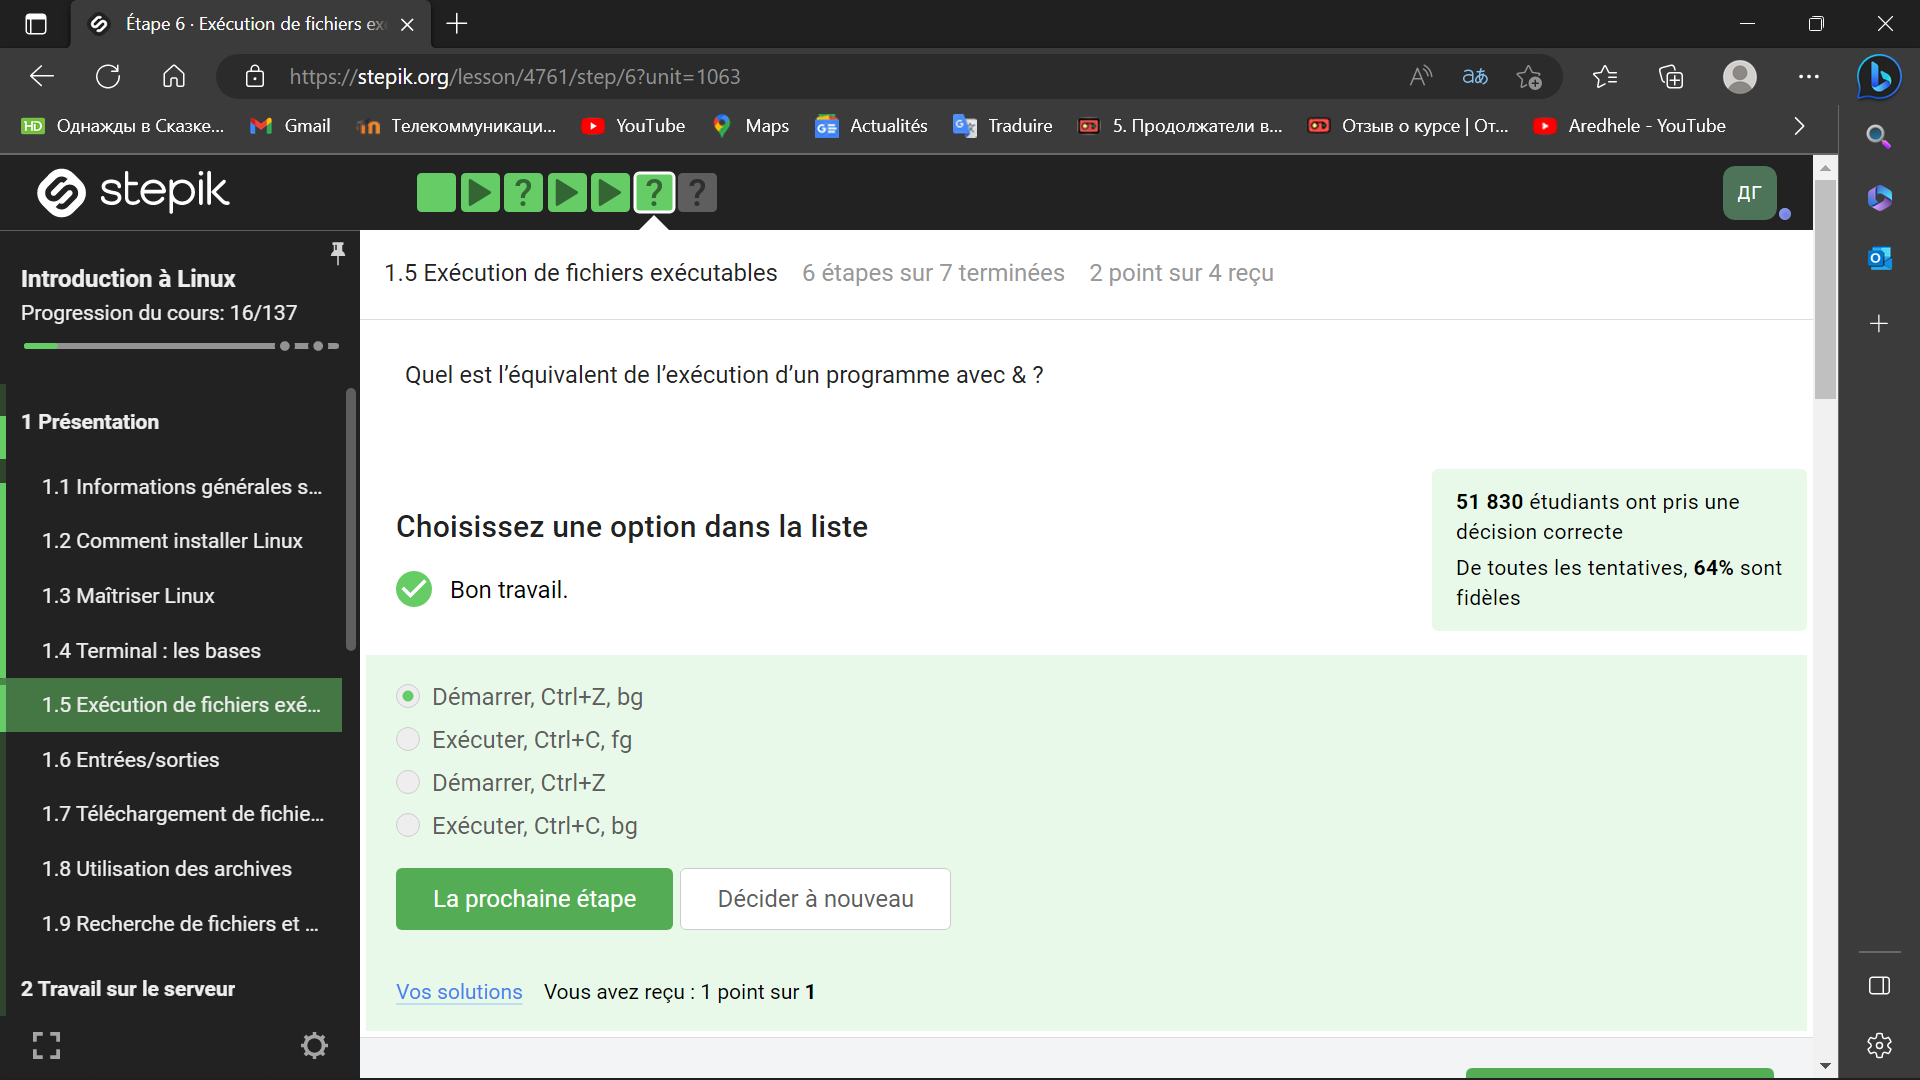 Étape 6 · Exécution de fichiers ex
https://stepik.org/lesson/4761/step/6?unit=1063
Однажды в Сказке...
Gmail
Телекоммуникаци...
YouTube
Maps
Actualités
Traduire
5. Продолжатели в...
Отзыв о курсе | От...
Aredhele - YouTube
stepik
ДГ
Introduction à Linux
Progression du cours: 16/137
1 Présentation
1.1 Informations générales s...
1.2 Comment installer Linux
1.3 Maîtriser Linux
1.4 Terminal : les bases
1.5 Exécution de fichiers exé...
1.6 Entrées/sorties
1.7 Téléchargement de fichie...
1.8 Utilisation des archives
1.9 Recherche de fichiers et ...
2 Travail sur le serveur
1.5 Exécution de fichiers exécutables 6 étapes sur 7 terminées 2 point sur 4 reçu
Quel est l’équivalent de l’exécution d’un programme avec & ?
Choisissez une option dans la liste
Bon travail.
51 830 étudiants ont pris une
décision correcte
De toutes les tentatives, 64% sont
fidèles
Démarrer, Ctrl+Z, bg
Exécuter, Ctrl+C, fg
Démarrer, Ctrl+Z
Exécuter, Ctrl+C, bg
La prochaine étape
Décider à nouveau
Vos solutions Vous avez reçu : 1 point sur 1